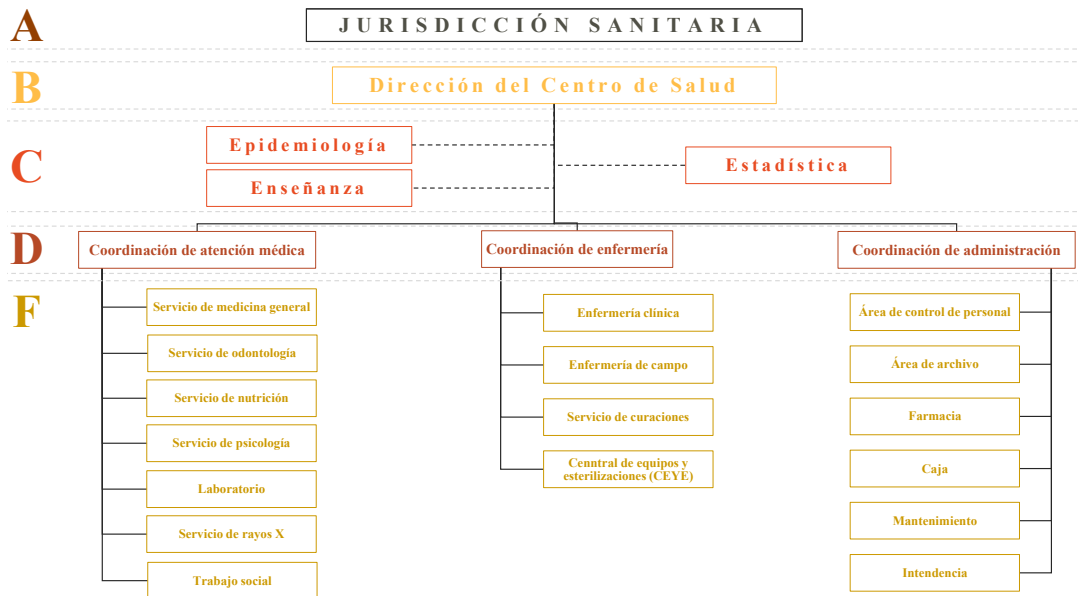 A
JURISDICCIÓN SANITARIA
B
Dirección del Centro de Salud
C
Epidemiología
Enseñanza
Estadística
D
Coordinación de atención médica
Coordinación de enfermería
Coordinación de administración
F
Servicio de medicina general
Servicio de odontología
Servicio de nutrición
Servicio de psicología
Laboratorio
Servicio de rayos X
Trabajo social
Enfermería clínica
Enfermería de campo
Servicio de curaciones
Cenntral de equipos y
esterilizaciones (CEYE)
Área de control de personal
Área de archivo
Farmacia
Caja
Mantenimiento
Intendencia